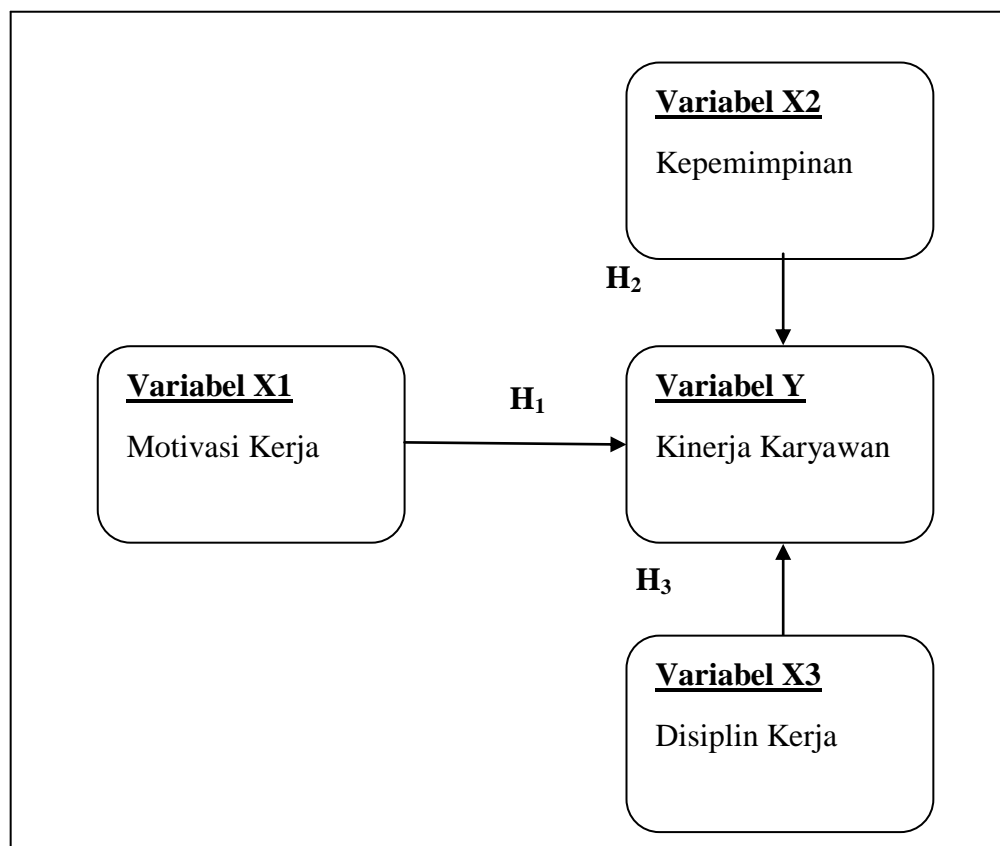 Variabel X2
Kepemimpinan
H2
Variabel X1
Motivasi Kerja
H1
Variabel Y
Kinerja Karyawan
H3
Variabel X3
Disiplin Kerja